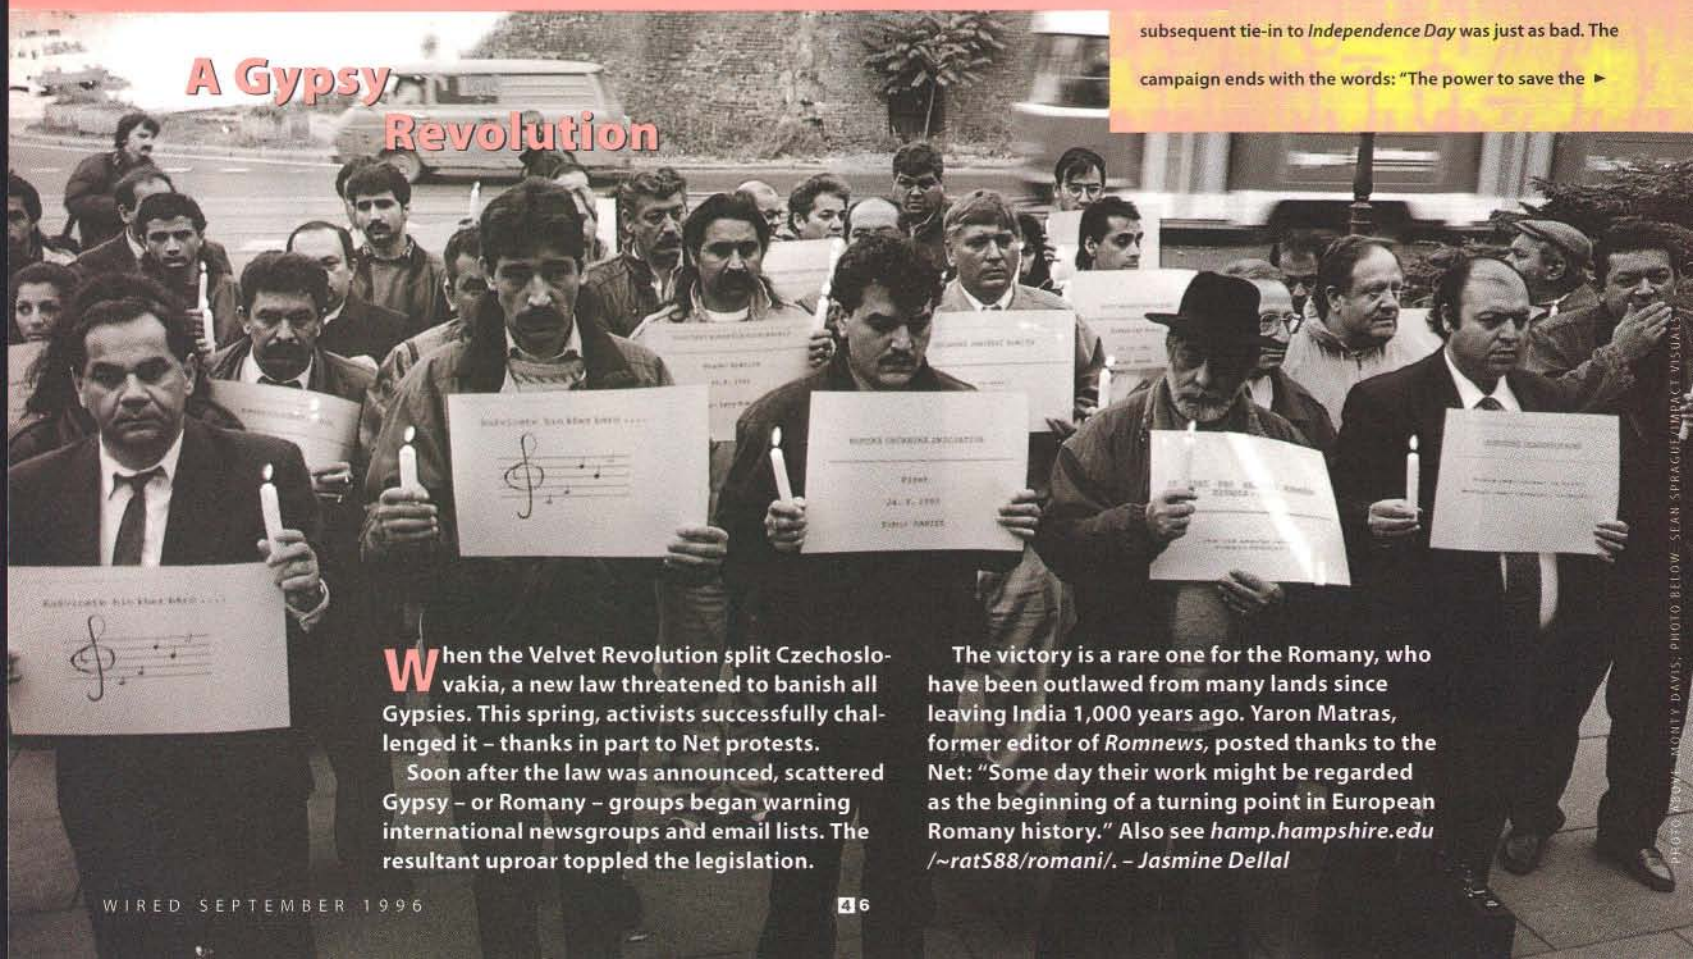 subsequent tie-in to Independence Day was just as bad. The
campaign ends with the words: "The power to save the ►
A Gypsy
Revolution
When the Velvet Revolution split Czechoslo-
vakia, a new law threatened to banish all
Gypsies. This spring, activists successfully chal-
lenged it – thanks in part to Net protests.
Soon after the law was announced, scattered
Gypsy – or Romany – groups began warning
international newsgroups and email lists. The
resultant uproar toppled the legislation.
The victory is a rare one for the Romany, who
have been outlawed from many lands since
leaving India 1,000 years ago. Yaron Matras,
former editor of Romnews, posted thanks to the
Net: "Some day their work might be regarded
as the beginning of a turning point in European
Romany history." Also see hamp.hampshire.edu
/~ratS88/romani/. – Jasmine Dellal
PHOTO ABOVE: MONTY DAVIS; PHOTO BELOW: SEAN SPRAGUE/IMPACT VISUALS
WIRED SEPTEMBER 1996
46